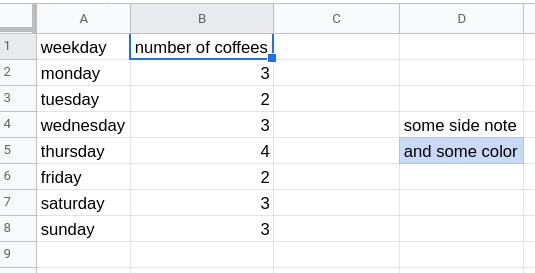 A B C D
1 weekday number of coffees
2 monday 3
3 tuesday 2
4 wednesday 3 some side note
5 thursday 4 and some color
6 friday 2
7 saturday 3
8 sunday 3
9